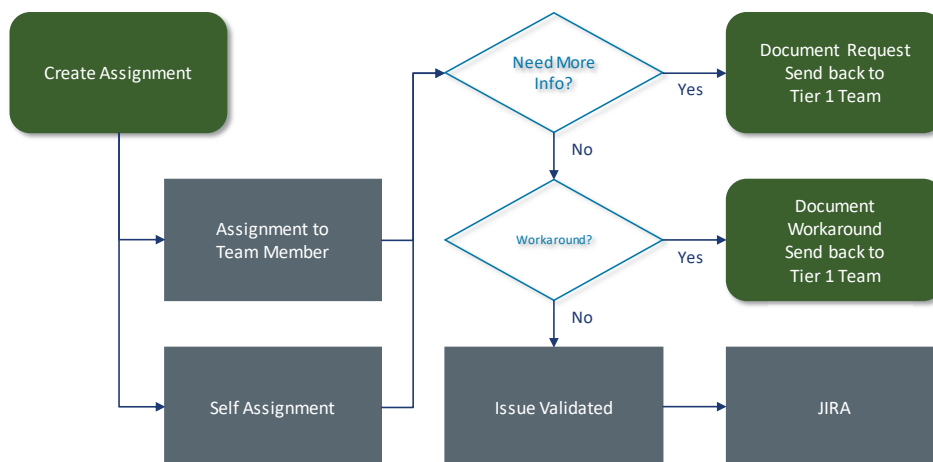 Create Assignment
Need More
Info?
Yes
Document Request
Send back to
Tier 1 Team
No
Assignment to
Team Member
Workaround?
Yes
Document
Workaround
Send back to
Tier 1 Team
No
Self Assignment
Issue Validated
JIRA